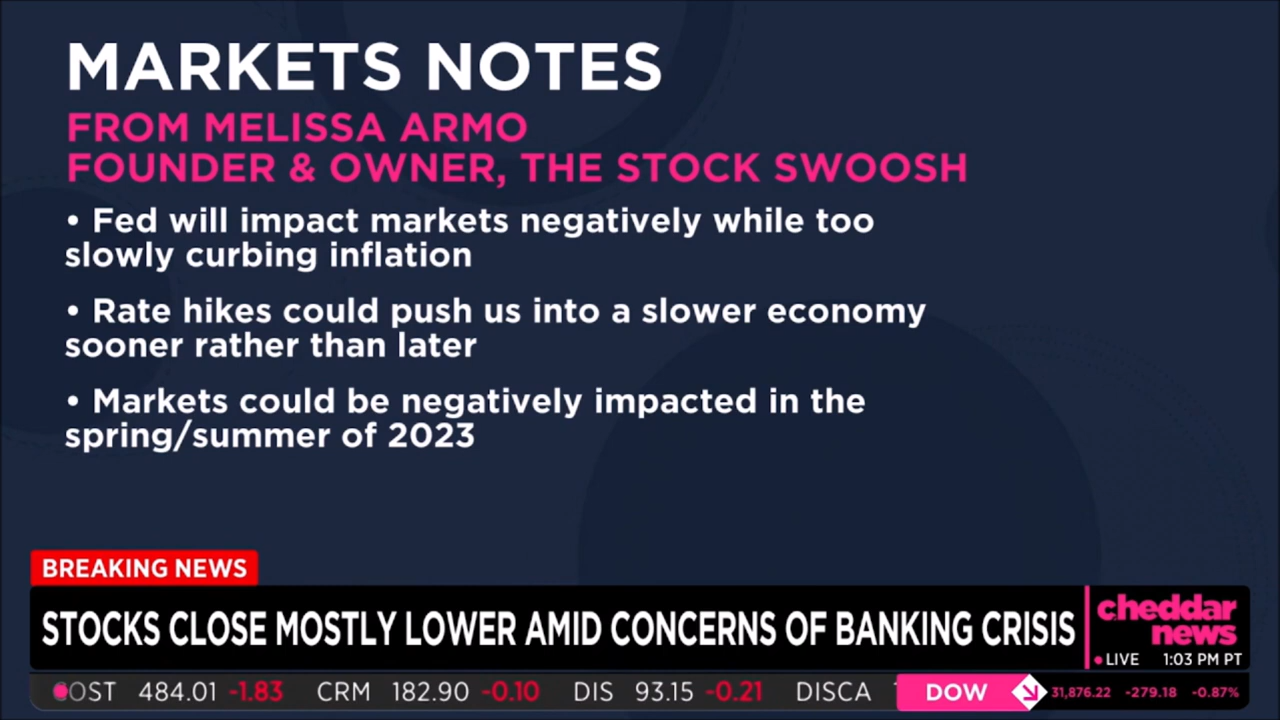 MARKETS NOTES
FROM MELISSA ARMO
FOUNDER & OWNER, THE STOCK SWOOSH
• Fed will impact markets negatively while too
slowly curbing inflation
• Rate hikes could push us into a slower economy
sooner rather than later
• Markets could be negatively impacted in the
spring/summer of 2023
BREAKING NEWS
STOCKS CLOSE MOSTLY LOWER AMID CONCERNS OF BANKING CRISIS
cheddar
news
LIVE 1:03 PM PT
OST 484.01 -1.83 CRM 182.90 -0.10 DIS 93.15 -0.21 DISCA DOW 31,876.22 -279.18 -0.87%